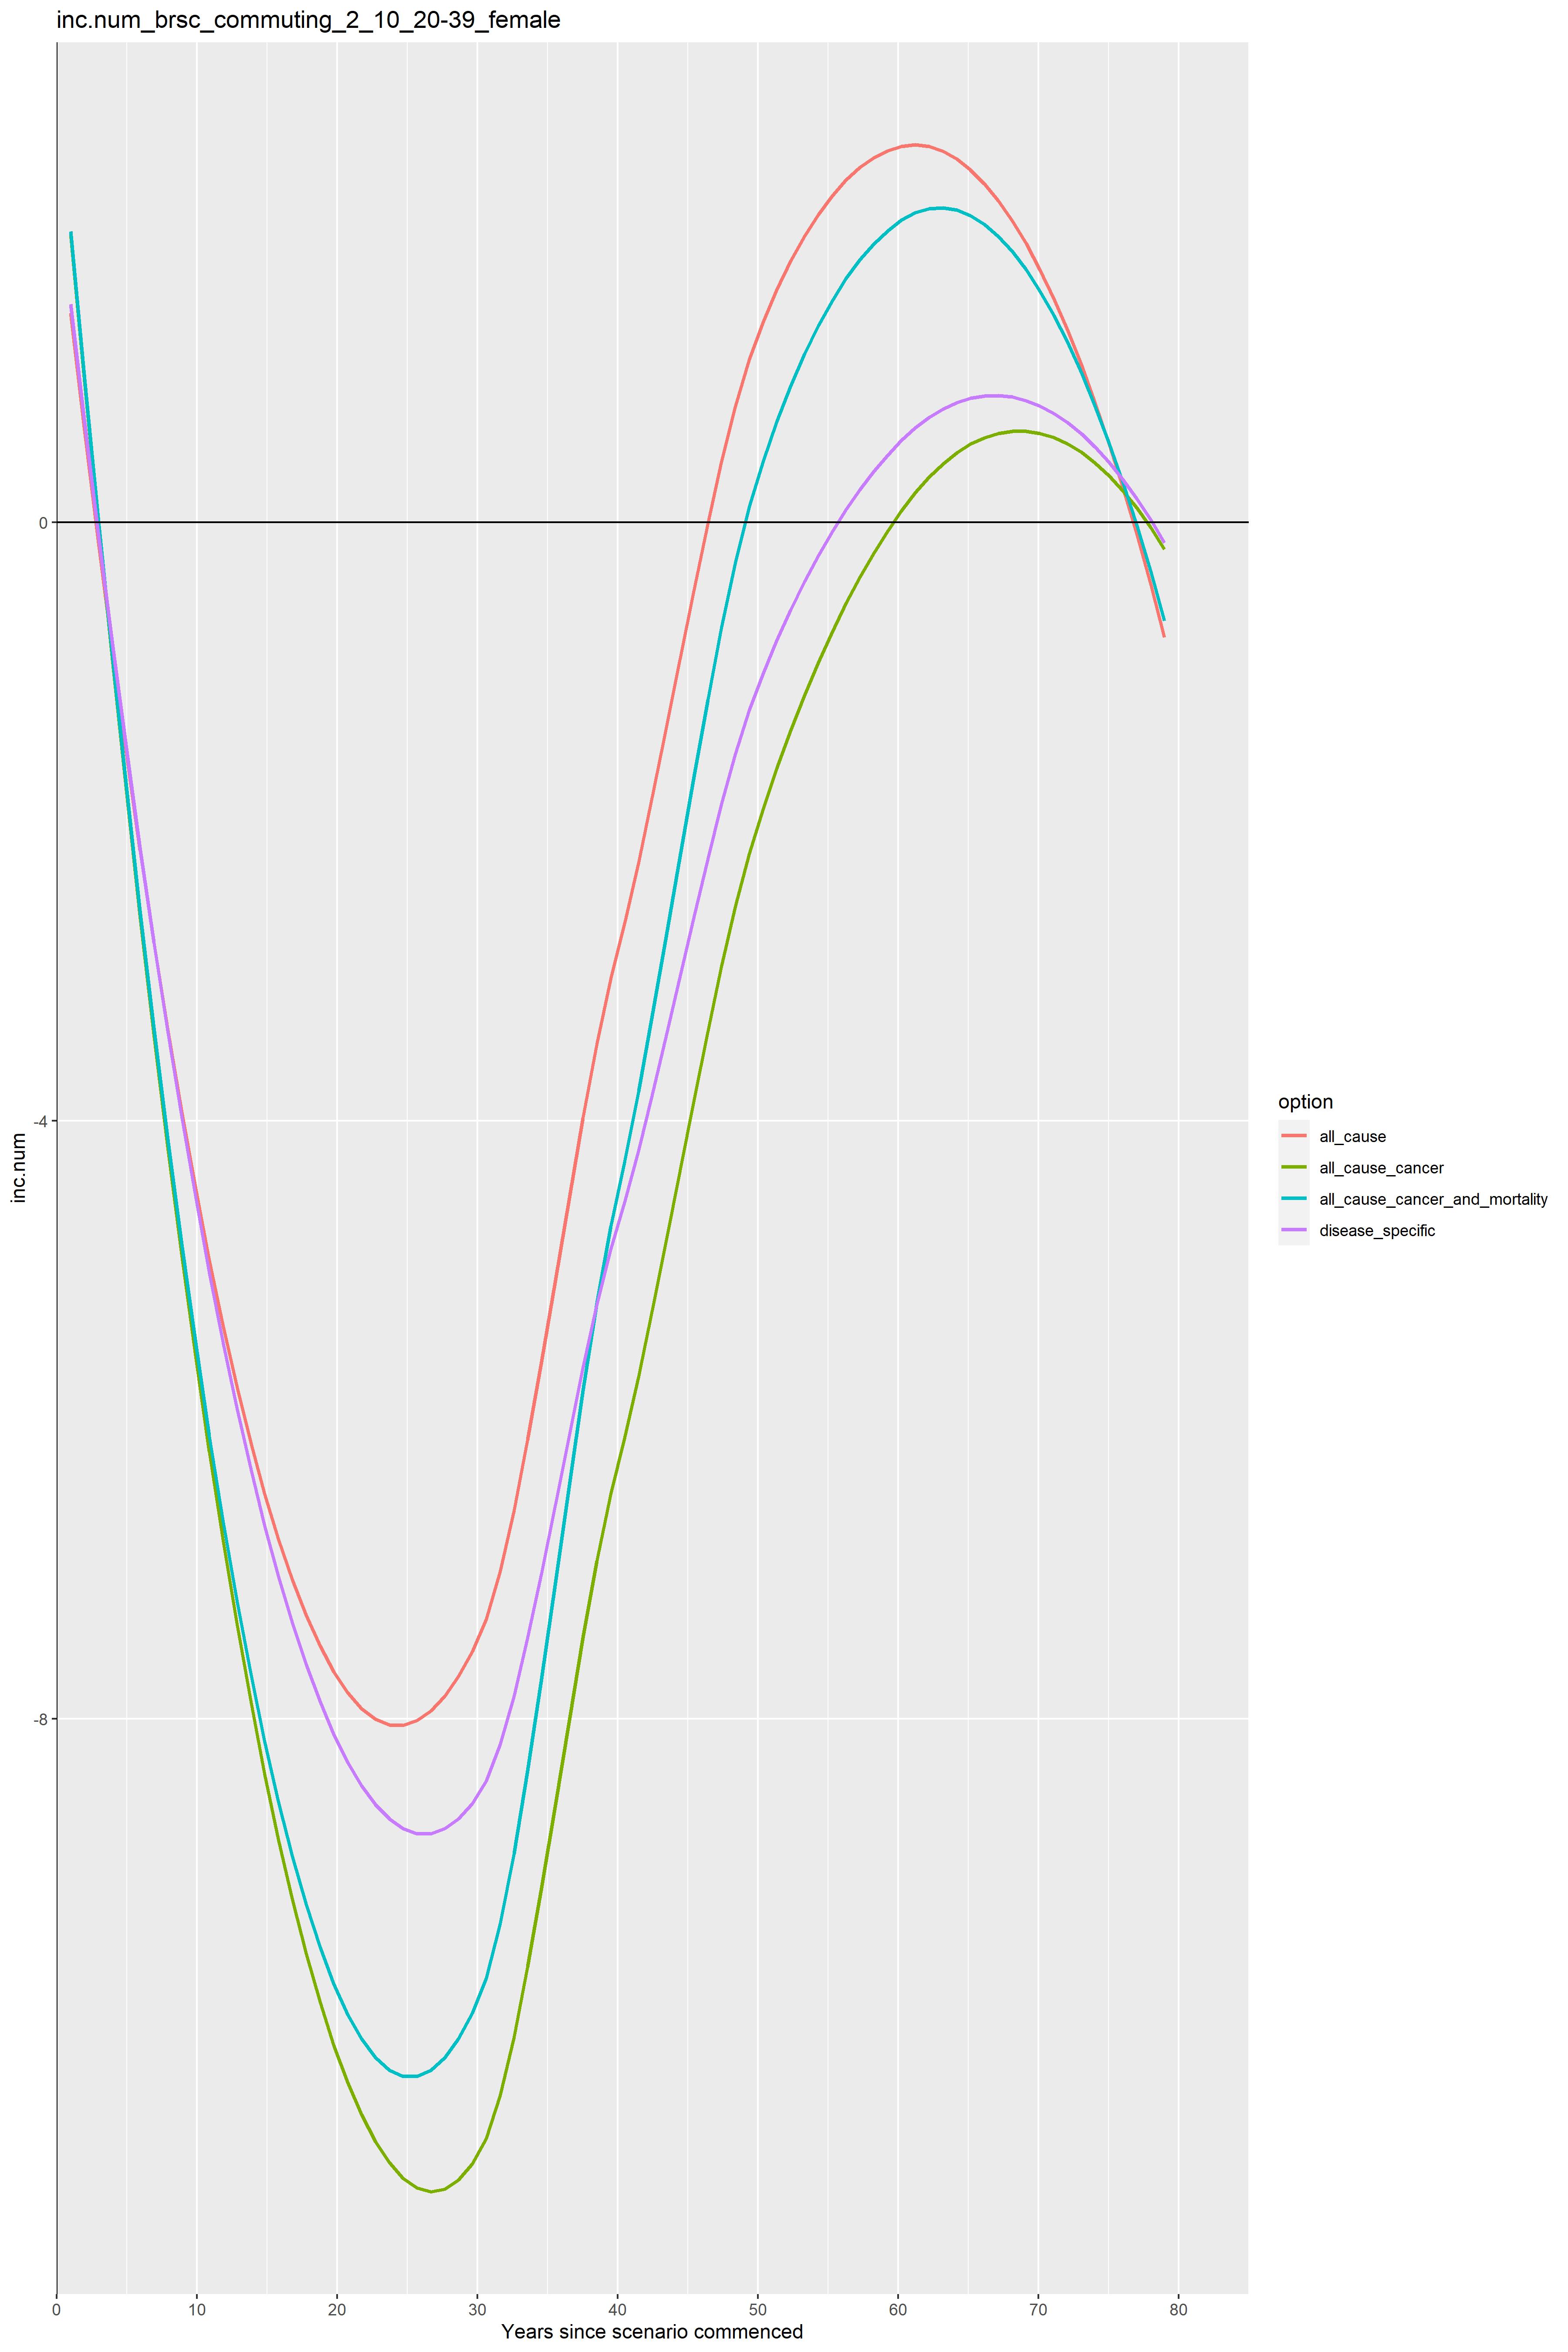 inc.num_brsc_commuting_2_10_20-39_female
0
-4
-8
inc.num
0 10 20 30 40 50 60 70 80
Years since scenario commenced
option
all_cause
all_cause_cancer
all_cause_cancer_and_mortality
disease_specific